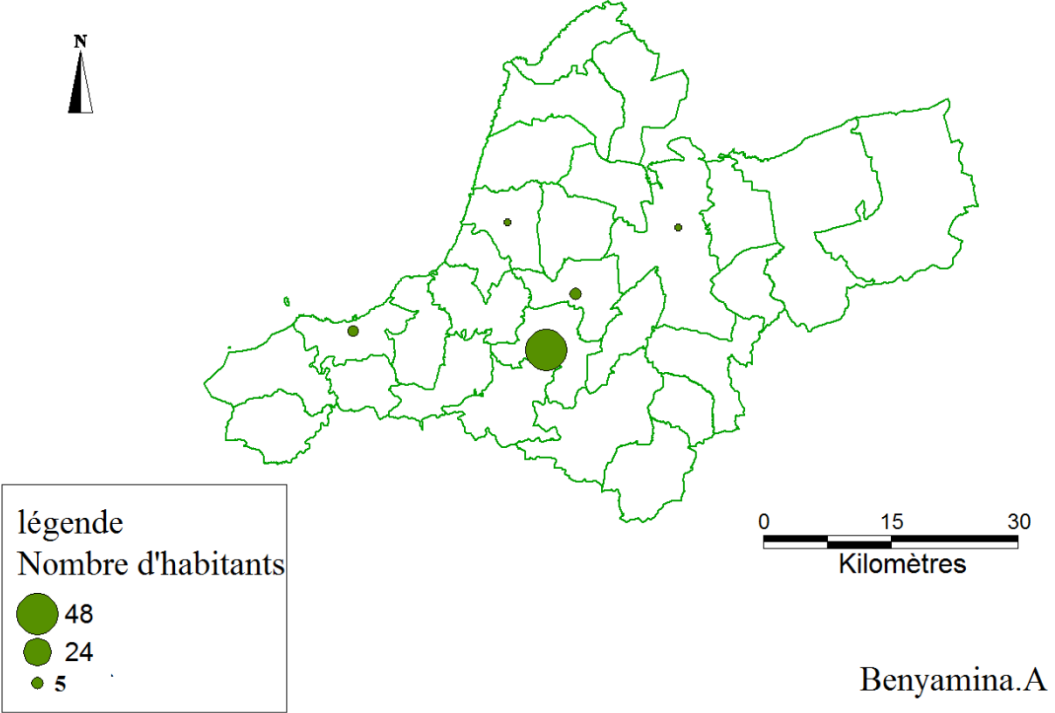 N
0 15 30
Kilomètres
légende
Nombre d'habitants
48
24
5
Benyamina.A